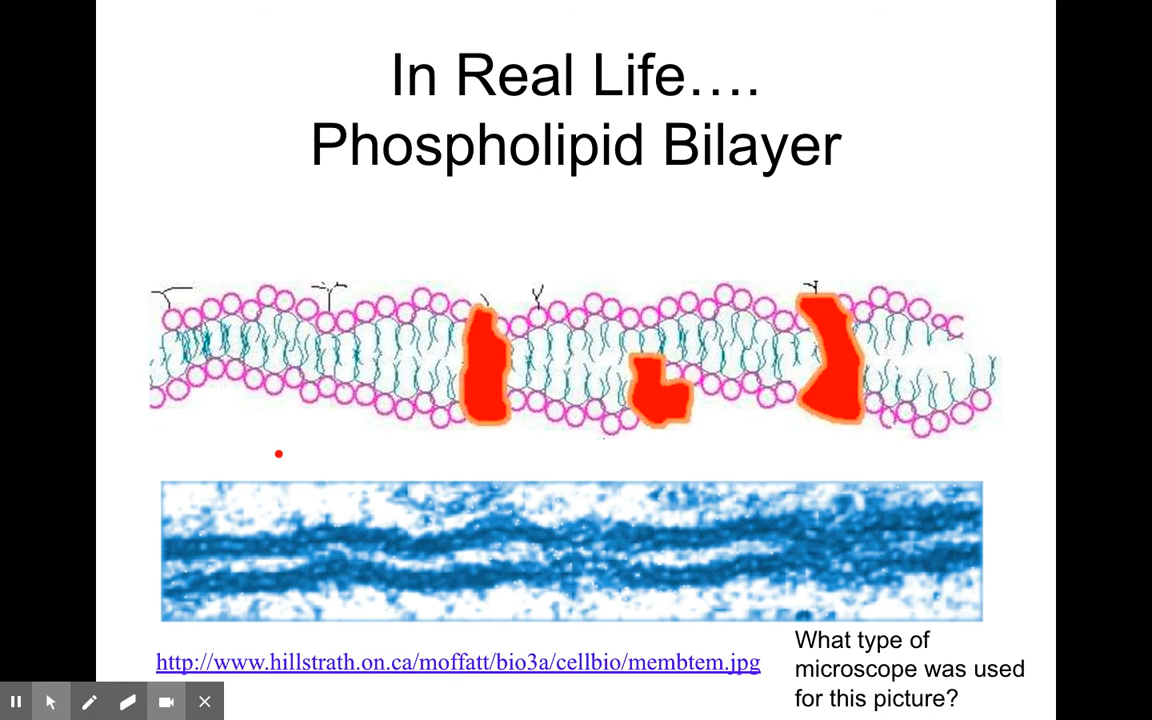 In Real Life….
Phospholipid Bilayer
http://www.hillstrath.on.ca/moffatt/bio3a/cellbio/membtem.jpg
What type of
microscope was used
for this picture?